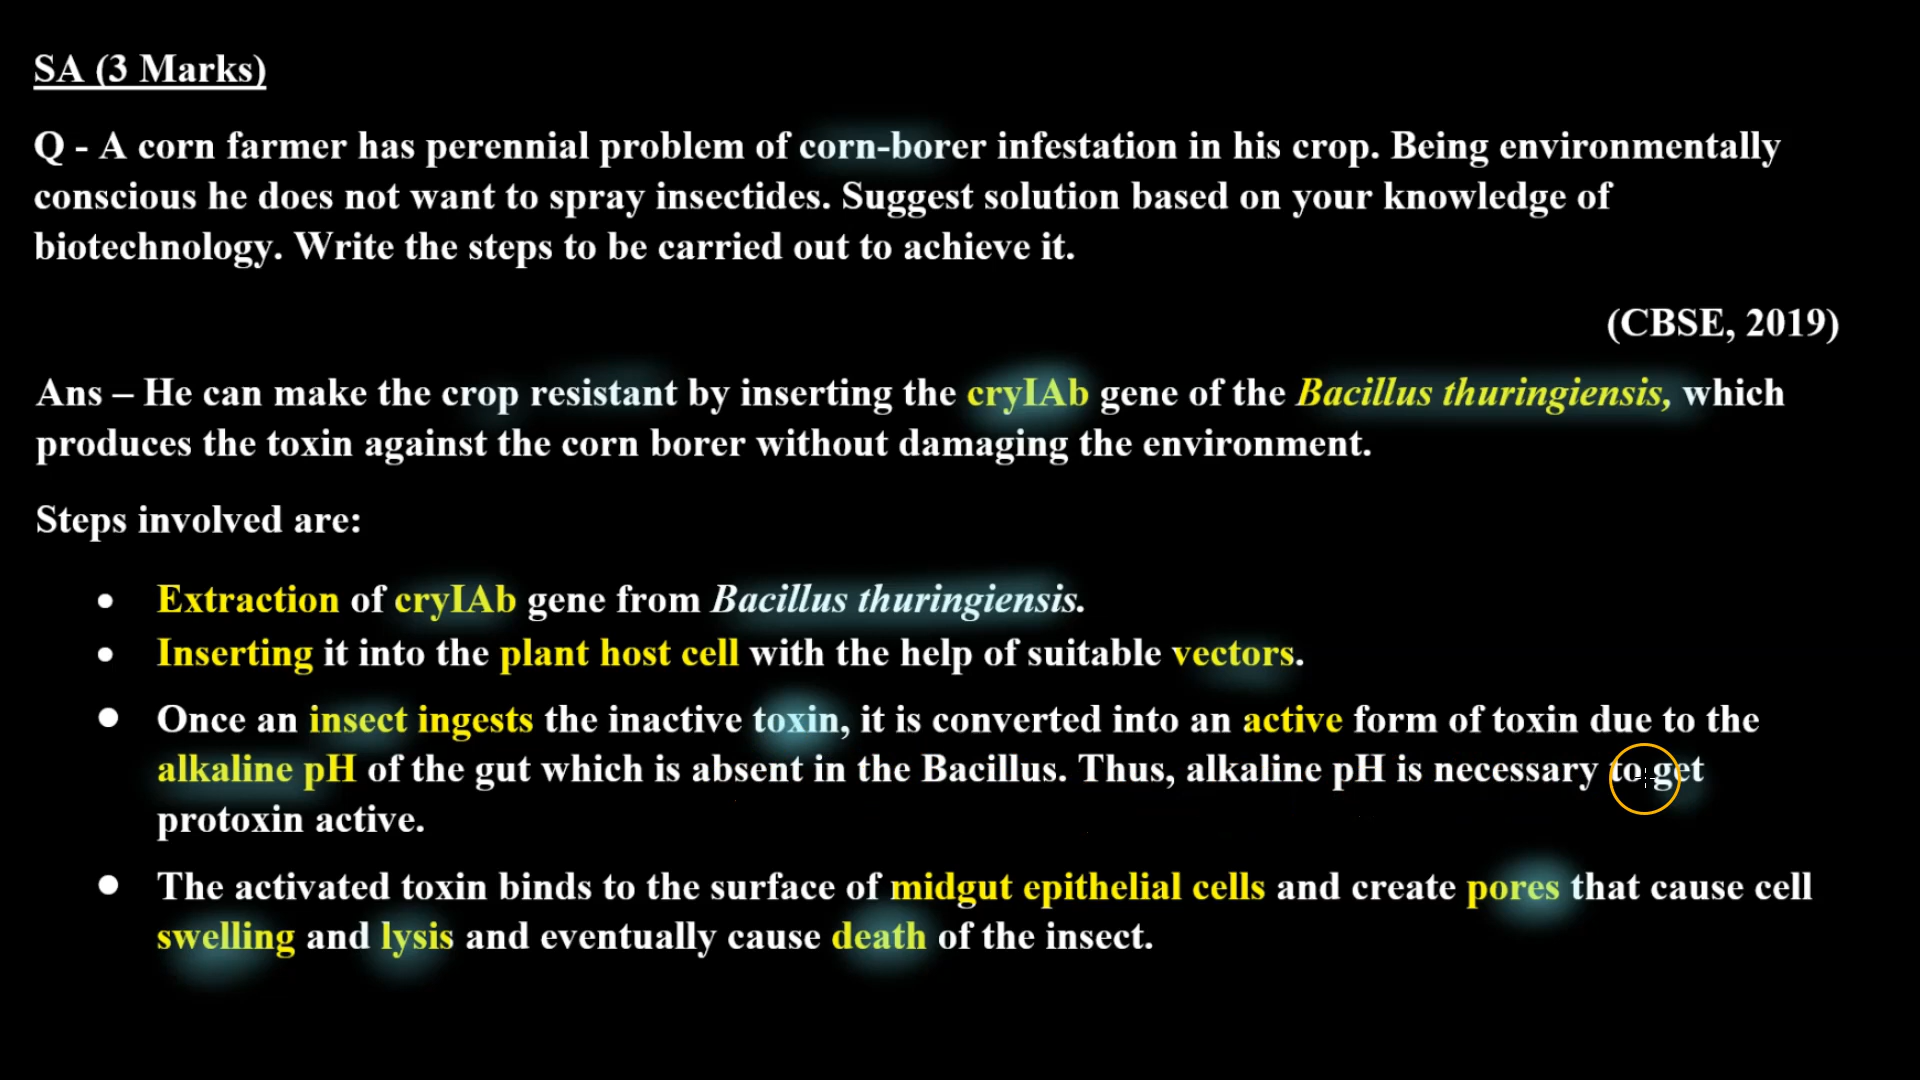 SA (3 Marks)
Q - A corn farmer has perennial problem of corn-borer infestation in his crop. Being environmentally
conscious he does not want to spray insectides. Suggest solution based on your knowledge of
biotechnology. Write the steps to be carried out to achieve it.
(CBSE, 2019)
Ans – He can make the crop resistant by inserting the cryIAb gene of the Bacillus thuringiensis, which
produces the toxin against the corn borer without damaging the environment.
Steps involved are:
• Extraction of cryIAb gene from Bacillus thuringiensis.
• Inserting it into the plant host cell with the help of suitable vectors.
● Once an insect ingests the inactive toxin, it is converted into an active form of toxin due to the
alkaline pH of the gut which is absent in the Bacillus. Thus, alkaline pH is necessary to get
protoxin active.
● The activated toxin binds to the surface of midgut epithelial cells and create pores that cause cell
swelling and lysis and eventually cause death of the insect.